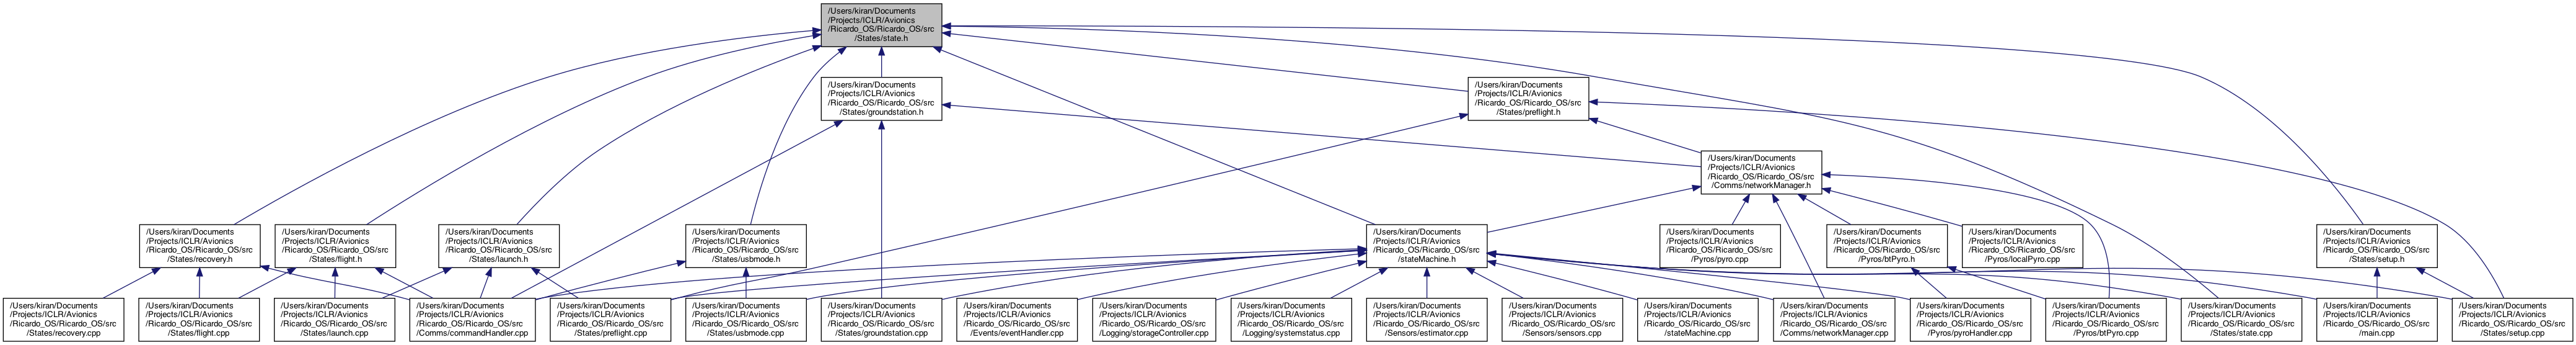 /Users/kiran/Documents
/Projects/ICLR/Avionics
/Ricardo_OS/Ricardo_OS/src
/States/state.h
/Users/kiran/Documents
/Projects/ICLR/Avionics
/Ricardo_OS/Ricardo_OS/src
/States/groundstation.h
/Users/kiran/Documents
/Projects/ICLR/Avionics
/Ricardo_OS/Ricardo_OS/src
/States/preflight.h
/Users/kiran/Documents
/Projects/ICLR/Avionics
/Ricardo_OS/Ricardo_OS/src
/Comms/networkManager.h
/Users/kiran/Documents
/Projects/ICLR/Avionics
/Ricardo_OS/Ricardo_OS/src
/States/recovery.h
/Users/kiran/Documents
/Projects/ICLR/Avionics
/Ricardo_OS/Ricardo_OS/src
/States/flight.h
/Users/kiran/Documents
/Projects/ICLR/Avionics
/Ricardo_OS/Ricardo_OS/src
/States/launch.h
/Users/kiran/Documents
/Projects/ICLR/Avionics
/Ricardo_OS/Ricardo_OS/src
/States/usbmode.h
/Users/kiran/Documents
/Projects/ICLR/Avionics
/Ricardo_OS/Ricardo_OS/src
/stateMachine.h
/Users/kiran/Documents
/Projects/ICLR/Avionics
/Ricardo_OS/Ricardo_OS/src
/Pyros/pyro.cpp
/Users/kiran/Documents
/Projects/ICLR/Avionics
/Ricardo_OS/Ricardo_OS/src
/Pyros/btPyro.h
/Users/kiran/Documents
/Projects/ICLR/Avionics
/Ricardo_OS/Ricardo_OS/src
/Pyros/localPyro.cpp
/Users/kiran/Documents
/Projects/ICLR/Avionics
/Ricardo_OS/Ricardo_OS/src
/States/setup.h
/Users/kiran/Documents
/Projects/ICLR/Avionics
/Ricardo_OS/Ricardo_OS/src
/States/recovery.cpp
/Users/kiran/Documents
/Projects/ICLR/Avionics
/Ricardo_OS/Ricardo_OS/src
/States/flight.cpp
/Users/kiran/Documents
/Projects/ICLR/Avionics
/Ricardo_OS/Ricardo_OS/src
/States/launch.cpp
/Users/kiran/Documents
/Projects/ICLR/Avionics
/Ricardo_OS/Ricardo_OS/src
/Comms/commandHandler.cpp
/Users/kiran/Documents
/Projects/ICLR/Avionics
/Ricardo_OS/Ricardo_OS/src
/States/preflight.cpp
/Users/kiran/Documents
/Projects/ICLR/Avionics
/Ricardo_OS/Ricardo_OS/src
/States/usbmode.cpp
/Users/kiran/Documents
/Projects/ICLR/Avionics
/Ricardo_OS/Ricardo_OS/src
/States/groundstation.cpp
/Users/kiran/Documents
/Projects/ICLR/Avionics
/Ricardo_OS/Ricardo_OS/src
/Events/eventHandler.cpp
/Users/kiran/Documents
/Projects/ICLR/Avionics
/Ricardo_OS/Ricardo_OS/src
/Logging/storageController.cpp
/Users/kiran/Documents
/Projects/ICLR/Avionics
/Ricardo_OS/Ricardo_OS/src
/Logging/systemstatus.cpp
/Users/kiran/Documents
/Projects/ICLR/Avionics
/Ricardo_OS/Ricardo_OS/src
/Sensors/estimator.cpp
/Users/kiran/Documents
/Projects/ICLR/Avionics
/Ricardo_OS/Ricardo_OS/src
/Sensors/sensors.cpp
/Users/kiran/Documents
/Projects/ICLR/Avionics
/Ricardo_OS/Ricardo_OS/src
/stateMachine.cpp
/Users/kiran/Documents
/Projects/ICLR/Avionics
/Ricardo_OS/Ricardo_OS/src
/Comms/networkManager.cpp
/Users/kiran/Documents
/Projects/ICLR/Avionics
/Ricardo_OS/Ricardo_OS/src
/Pyros/pyroHandler.cpp
/Users/kiran/Documents
/Projects/ICLR/Avionics
/Ricardo_OS/Ricardo_OS/src
/Pyros/btPyro.cpp
/Users/kiran/Documents
/Projects/ICLR/Avionics
/Ricardo_OS/Ricardo_OS/src
/States/state.cpp
/Users/kiran/Documents
/Projects/ICLR/Avionics
/Ricardo_OS/Ricardo_OS/src
/main.cpp
/Users/kiran/Documents
/Projects/ICLR/Avionics
/Ricardo_OS/Ricardo_OS/src
/States/setup.cpp